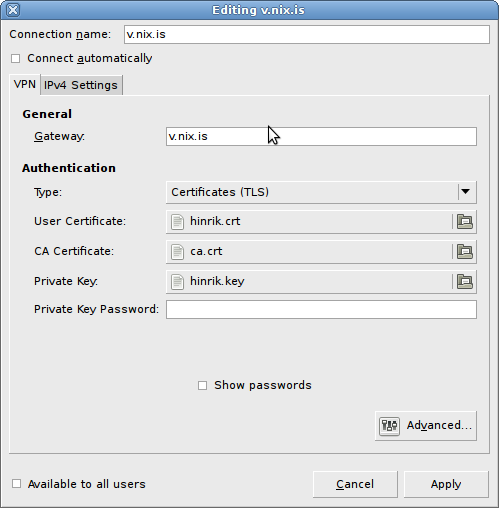 Editing v.nix.is
Connection name: v.nix.is
Connect automatically
VPN IPv4 Settings
General
Gateway: v.nix.is
Authentication
Type: Certificates (TLS)
User Certificate: hinrik.crt
CA Certificate: ca.crt
Private Key: hinrik.key
Private Key Password:
Show passwords
Advanced...
Available to all users Cancel Apply